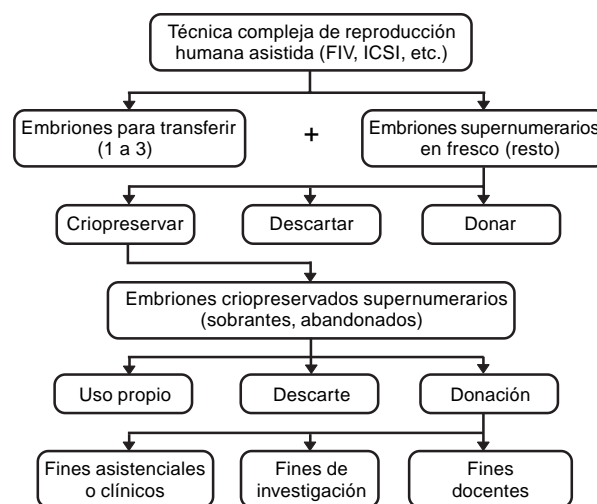 Técnica compleja de reproducción
humana asistida (FIV, ICSI, etc.)
Embriones para transferir
(1 a 3)
+
Embriones supernumerarios
en fresco (resto)
Criopreservar
Descartar
Donar
Embriones criopreservados supernumerarios
(sobrantes, abandonados)
Uso propio
Descarte
Donación
Fines asistenciales
o clínicos
Fines de
investigación
Fines
docentes